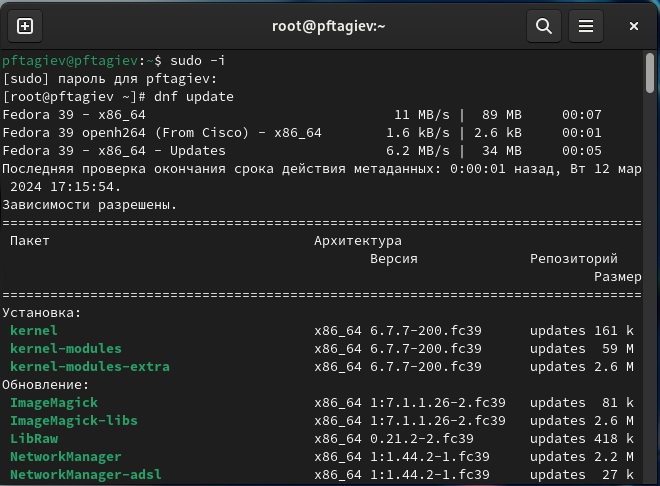 root@pftagiev:~
pftagiev@pftagiev:~$ sudo -i
[sudo] пароль для pftagiev:
[root@pftagiev ~]# dnf update
Fedora 39 - x86_64 11 MB/s | 89 MB 00:07
Fedora 39 openh264 (From Cisco) - x86_64 1.6 kB/s | 2.6 kB 00:01
Fedora 39 - x86_64 - Updates 6.2 MB/s | 34 MB 00:05
Последняя проверка окончания срока действия метаданных: 0:00:01 назад, Вт 12 мар
2024 17:15:54.
Зависимости разрешены.
================================================================================
Пакет Архитектура
Версия Репозиторий
Размер
================================================================================
Установка:
kernel x86_64 6.7.7-200.fc39 updates 161 k
kernel-modules x86_64 6.7.7-200.fc39 updates 59 M
kernel-modules-extra x86_64 6.7.7-200.fc39 updates 2.6 M
Обновление:
ImageMagick x86_64 1:7.1.1.26-2.fc39 updates 81 k
ImageMagick-libs x86_64 1:7.1.1.26-2.fc39 updates 2.6 M
LibRaw x86_64 0.21.2-2.fc39 updates 418 k
NetworkManager x86_64 1:1.44.2-1.fc39 updates 2.2 M
NetworkManager-adsl x86_64 1:1.44.2-1.fc39 updates 27 k